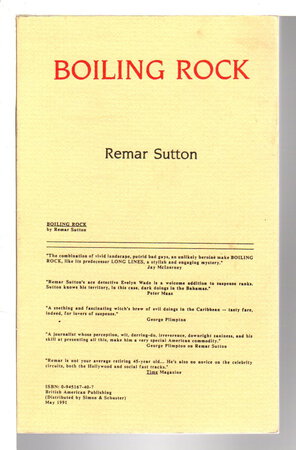 BOILING ROCK
Remar Sutton
BOILING ROCK
by Remar Sutton
"The combination of vivid landscape, putrid bad guys, an unlikely heroine make BOILING
ROCK, like its predecessor LONG LINES, a stylish and engaging mystery."
Jay McInerney
"Remar Sutton's ace detective Evelyn Wade is a welcome addition to suspense ranks.
Sutton knows his territory, in this case, dark doings in the Bahamas."
Peter Maas
"A seething and fascinating witch's brew of evil doings in the Caribbean — tasty fare,
indeed, for lovers of suspense."
George Plimpton
"A journalist whose perception, wit, derring-do, irreverence, downright zaniness, and his
skill at presenting all this, make him a very special American commodity."
George Plimpton on Remar Sutton
"Remar is not your average retiring 45-year old... He's also no novice on the celebrity
circuits, both the Hollywood and social fast tracks."
Time Magazine
ISBN: 0-945167-40-7
British American Publishing
(Distributed by Simon & Schuster)
May 1991